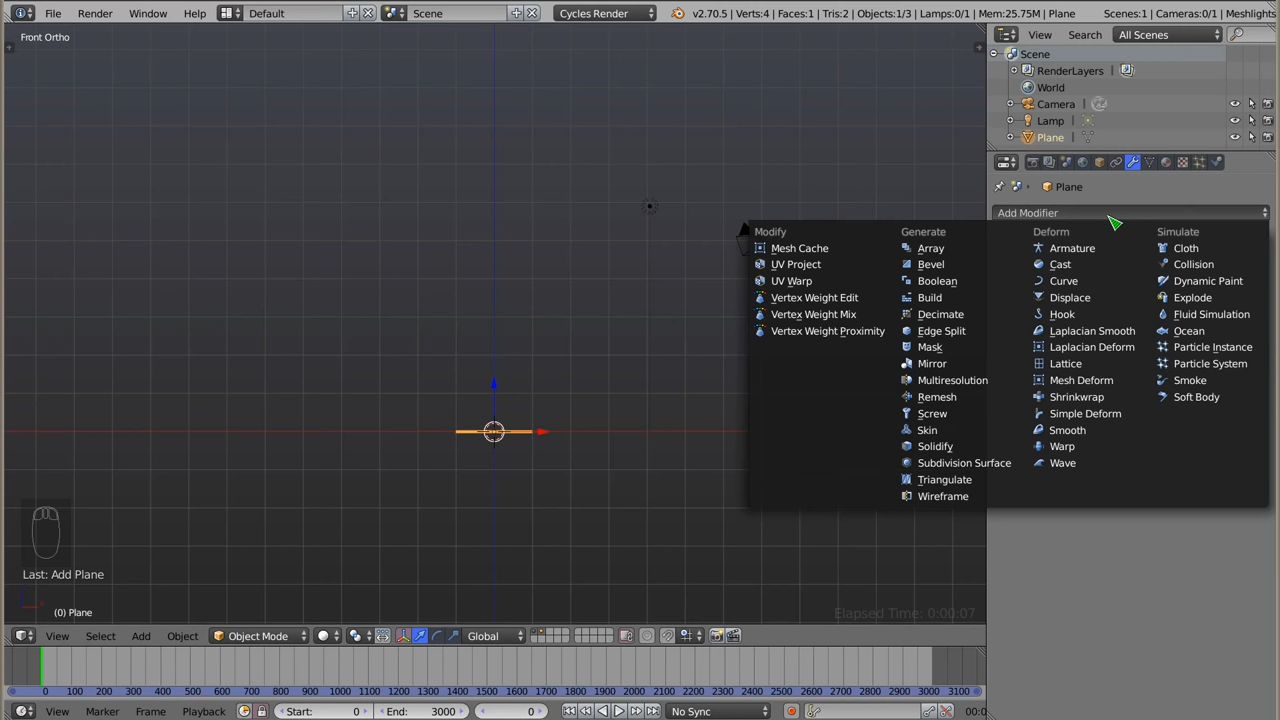 File Render Window Help Default Scene Cycles Render v2.70.5 | Verts:4 | Faces:1 | Tris:2 | Objects:1/3 | Lamps:0/1 | Mem:25.75M | Plane Scenes:1 | Cameras:0/1 | Meshlights
Front Ortho
View Search All Scenes
Scene
RenderLayers
World
Camera
Lamp
Plane
Plane
Add Modifier
Modify Generate Deform Simulate
Mesh Cache Array Armature Cloth
UV Project Bevel Cast Collision
UV Warp Boolean Curve Dynamic Paint
Vertex Weight Edit Build Displace Explode
Vertex Weight Mix Decimate Hook Fluid Simulation
Vertex Weight Proximity Edge Split Laplacian Smooth Ocean
Mask Laplacian Deform Particle Instance
Mirror Lattice Particle System
Multiresolution Mesh Deform Smoke
Remesh Shrinkwrap Soft Body
Screw Simple Deform
Skin Smooth
Solidify Warp
Subdivision Surface Wave
Triangulate
Wireframe
Last: Add Plane
(0) Plane
Elapsed Time: 0:00:07
View Select Add Object Object Mode Global
0 100 200 300 400 500 600 700 800 900 1000 1100 1200 1300 1400 1500 1600 1700 1800 1900 2000 2100 2200 2300 2400 2500 2600 2700 2800 2900 3000 3100
View Marker Frame Playback Start: 0 End: 3000 0 No Sync 00:0